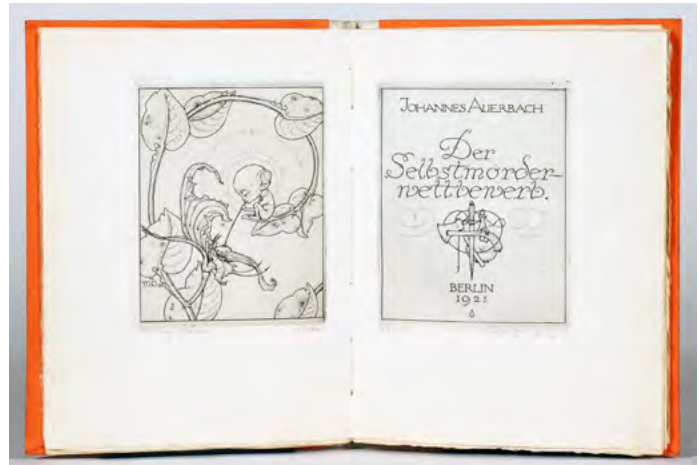 JOHANNES AUERBACH
Der
Selbstmörder-
wettbewerb.
BERLIN
1921